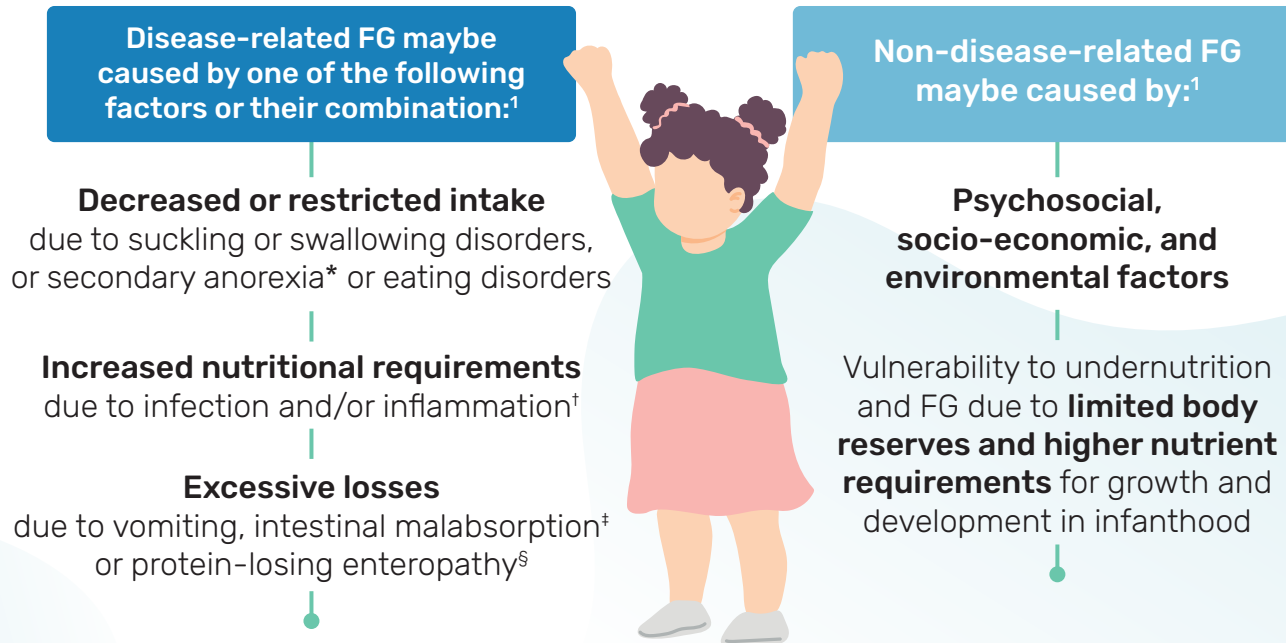 Disease-related FG maybe
caused by one of the following
factors or their combination:¹
Decreased or restricted intake
due to suckling or swallowing disorders,
or secondary anorexia* or eating disorders
Increased nutritional requirements
due to infection and/or inflammation†
Excessive losses
due to vomiting, intestinal malabsorption‡
or protein-losing enteropathy§
Non-disease-related FG
maybe caused by:¹
Psychosocial,
socio-economic, and
environmental factors
Vulnerability to undernutrition
and FG due to limited body
reserves and higher nutrient
requirements for growth and
development in infanthood